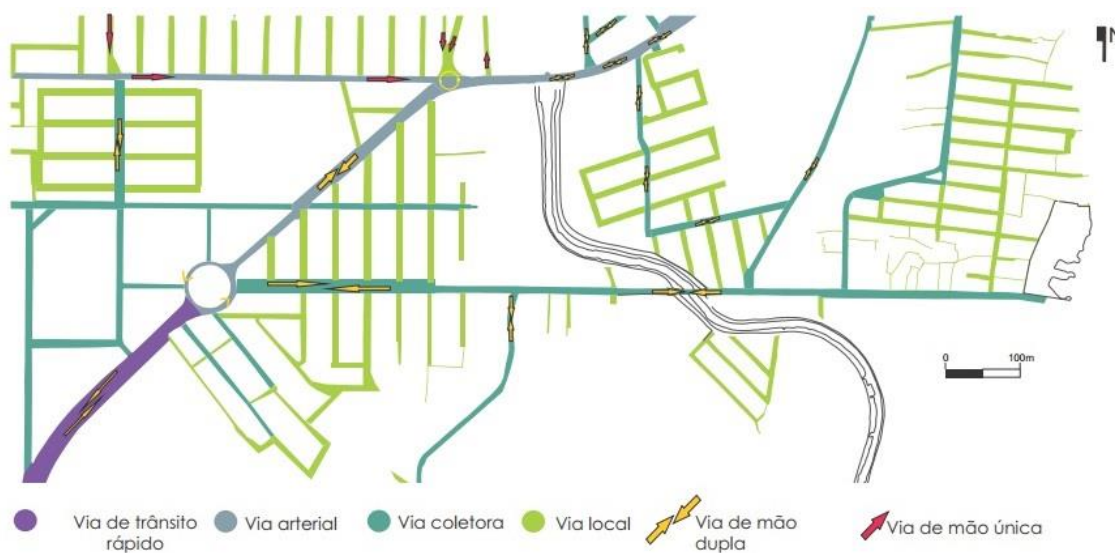 N
0 100m
Via de trânsito
rápido
Via arterial
Via coletora
Via local
Via de mão
dupla
Via de mão única